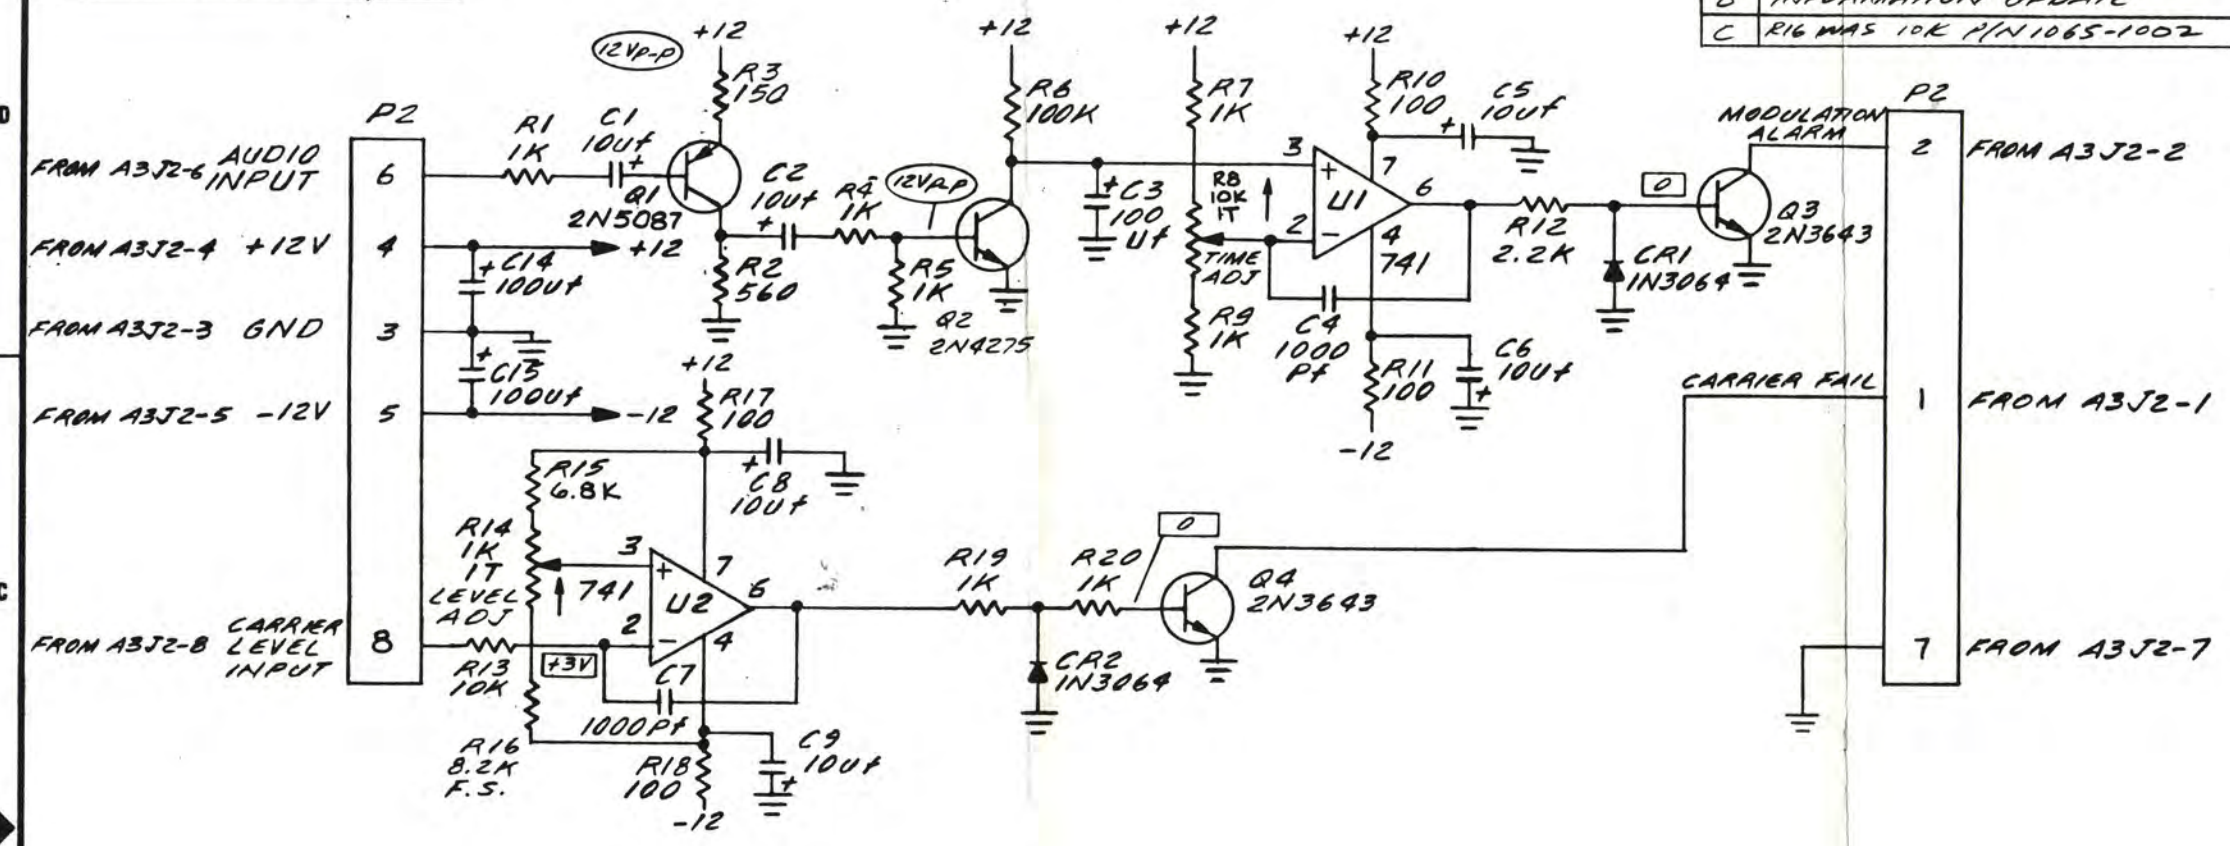 B INFORMATION UPDATE
C R16 WAS 10K P/N 1065-1002
D
C
P2
FROM A3J2-6 AUDIO INPUT 6
FROM A3J2-4 +12V 4
FROM A3J2-3 GND 3
FROM A3J2-5 -12V 5
FROM A3J2-8 CARRIER LEVEL INPUT 8
R1
1K
C1
10uf
+
Q1
2N5087
12Vp-p
+12
R3
150
R2
560
C2
10uf
+
R4
1K
12Vp.p
R5
1K
Q2
2N4275
+12
R6
100K
+
C3
100
uf
+12
R7
1K
R8
10K
1T
TIME
ADJ
R9
1K
3
+
2
-
U1
7
6
4
741
+12
R10
100
C5
10uf
+
C4
1000
Pf
R11
100
-12
C6
10uf
+
R12
2.2K
0
CR1
1N3064
Q3
2N3643
MODULATION
ALARM
P2
2 FROM A3J2-2
CARRIER FAIL
1 FROM A3J2-1
7 FROM A3J2-7
+12
-12
+
C14
100uf
+
C15
100uf
+12
R17
100
+
C8
10uf
R15
6.8K
R14
1K
1T
LEVEL
ADJ
3
+
741
2
-
U2
7
6
4
R13
10K
+3V
C7
1000Pf
R16
8.2K
F.S.
R18
100
-12
C9
10uf
+
R19
1K
R20
1K
0
CR2
1N3064
Q4
2N3643